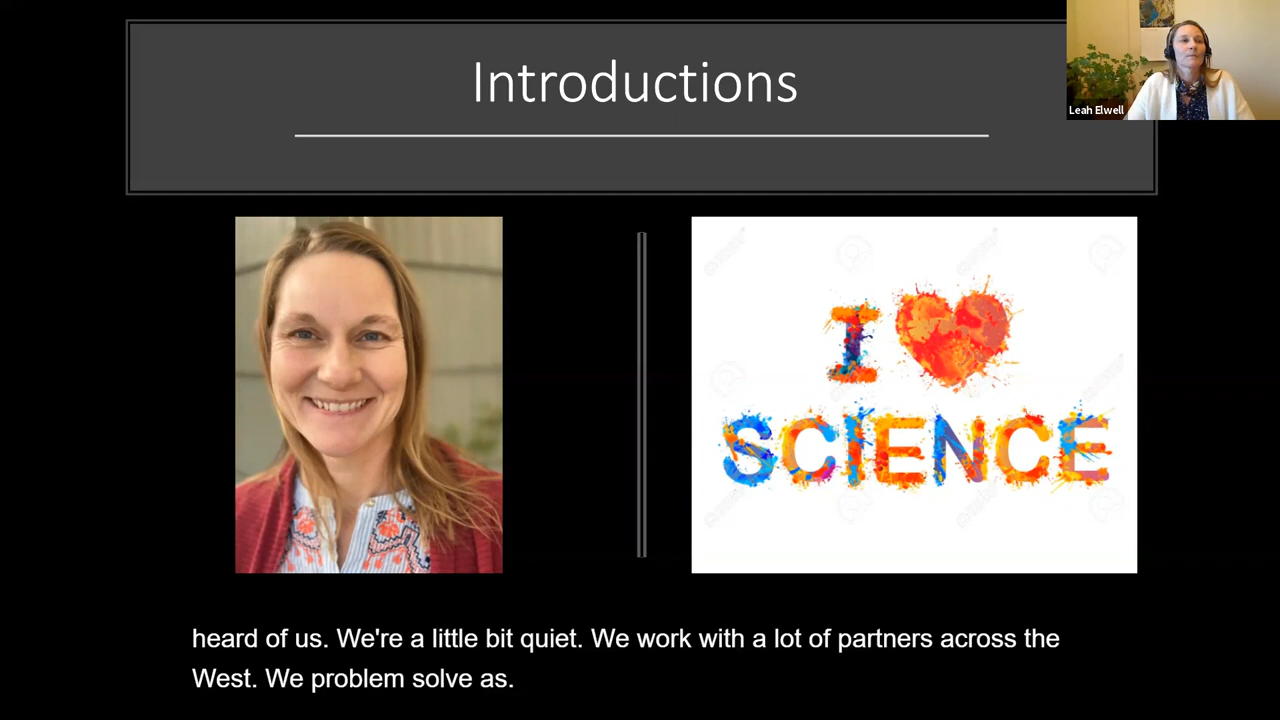 Introductions
Leah Elwell
I
SCIENCE
heard of us. We're a little bit quiet. We work with a lot of partners across the
West. We problem solve as.